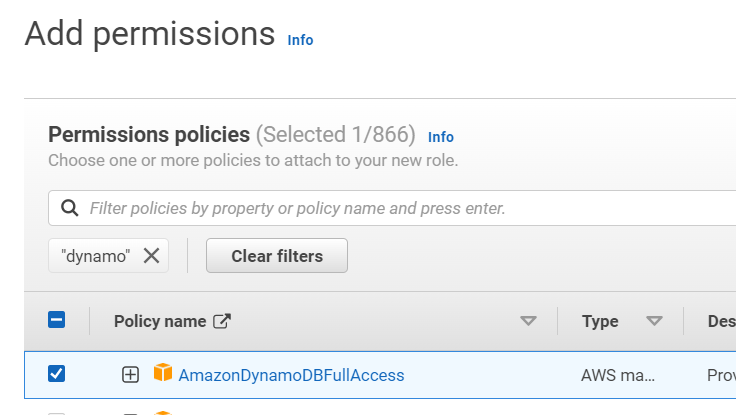 Add permissions Info
Permissions policies (Selected 1/866) Info
Choose one or more policies to attach to your new role.
Filter policies by property or policy name and press enter.
"dynamo"
Clear filters
Policy name Type Des
AmazonDynamoDBFullAccess AWS ma... Prov